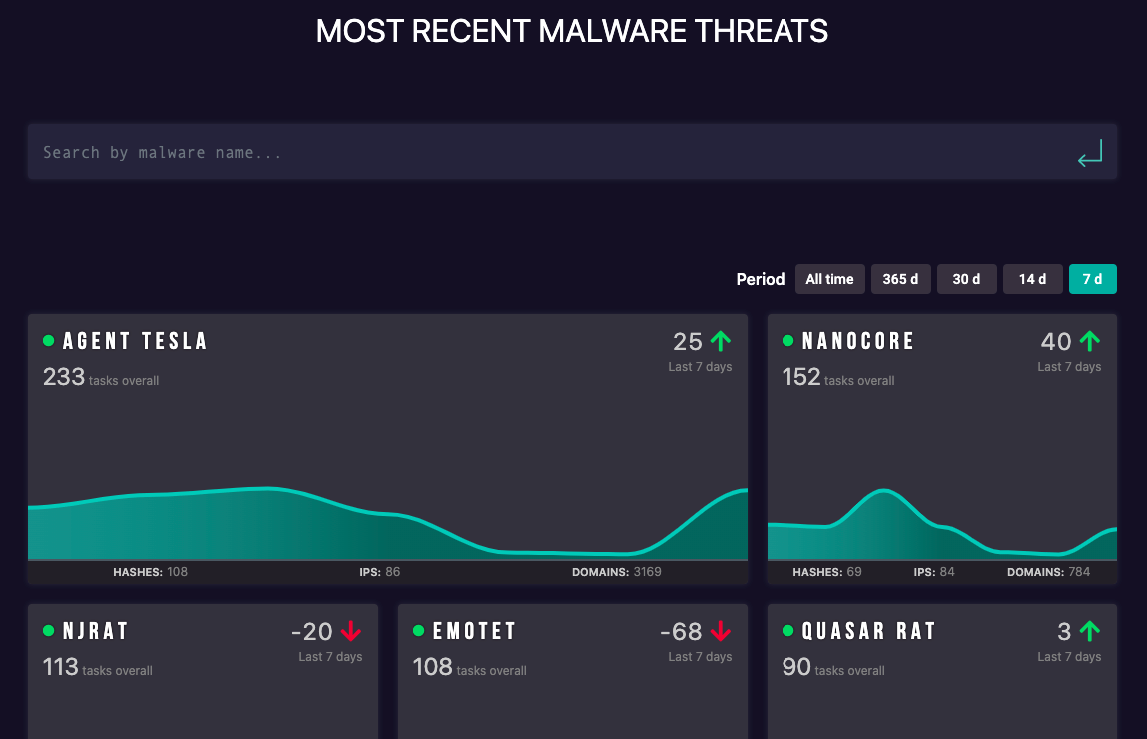 MOST RECENT MALWARE THREATS
Search by malware name...
Period All time 365 d 30 d 14 d 7 d
AGENT TESLA 25
Last 7 days
233 tasks overall
HASHES: 108 IPS: 86 DOMAINS: 3169
NANOCORE 40
Last 7 days
152 tasks overall
HASHES: 69 IPS: 84 DOMAINS: 784
NJRAT -20
Last 7 days
113 tasks overall
EMOTET -68
Last 7 days
108 tasks overall
QUASAR RAT 3
Last 7 days
90 tasks overall